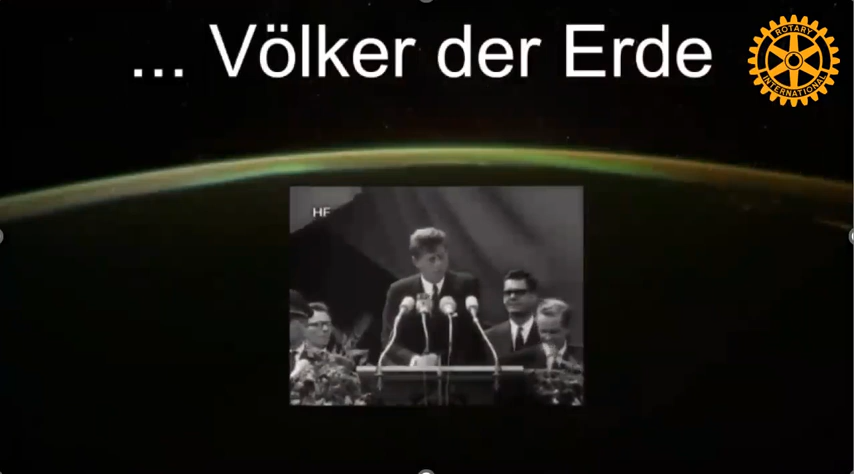 ... Völker der Erde
ROTARY
INTERNATIONAL
HF